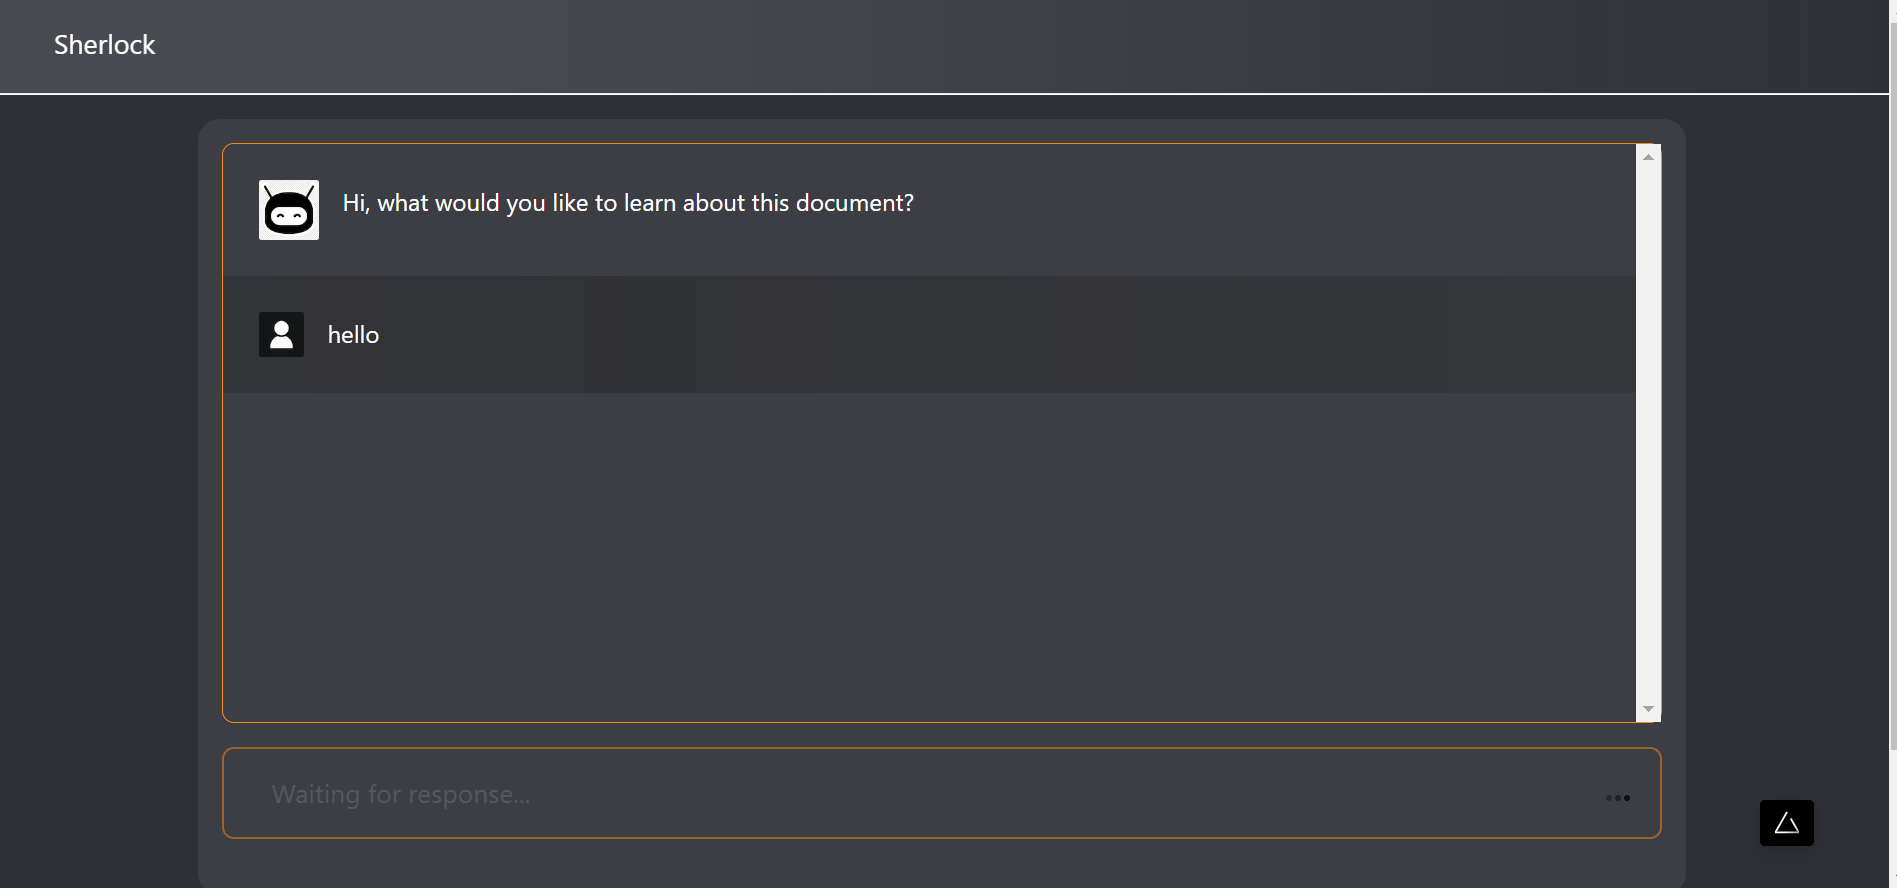 Sherlock
Hi, what would you like to learn about this document?
hello
Waiting for response...